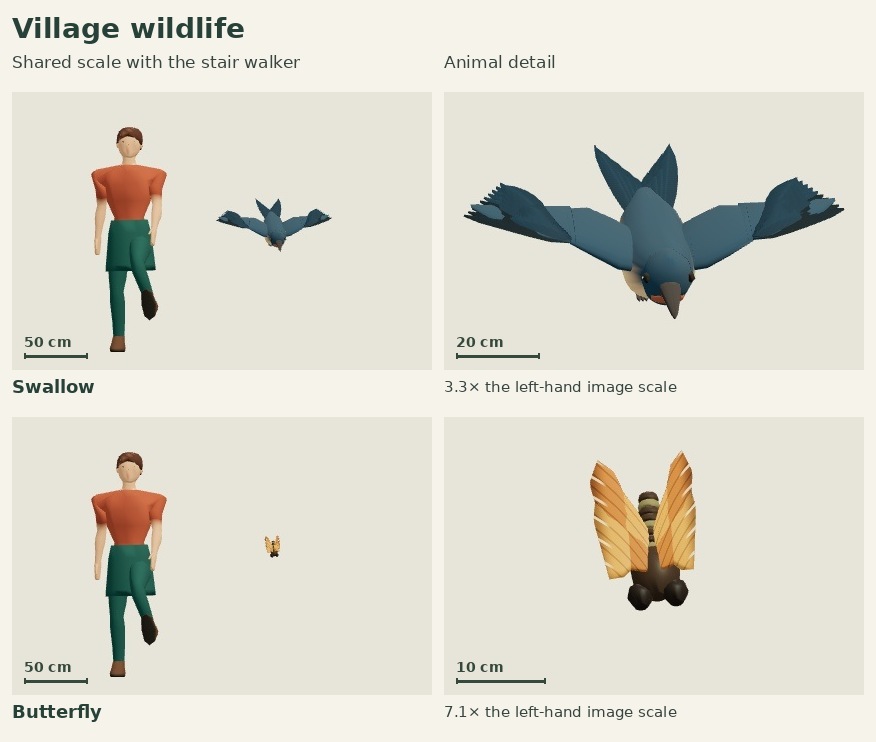 Village wildlife
Shared scale with the stair walker
Animal detail
50 cm
20 cm
Swallow
3.3× the left-hand image scale
50 cm
10 cm
Butterfly
7.1× the left-hand image scale